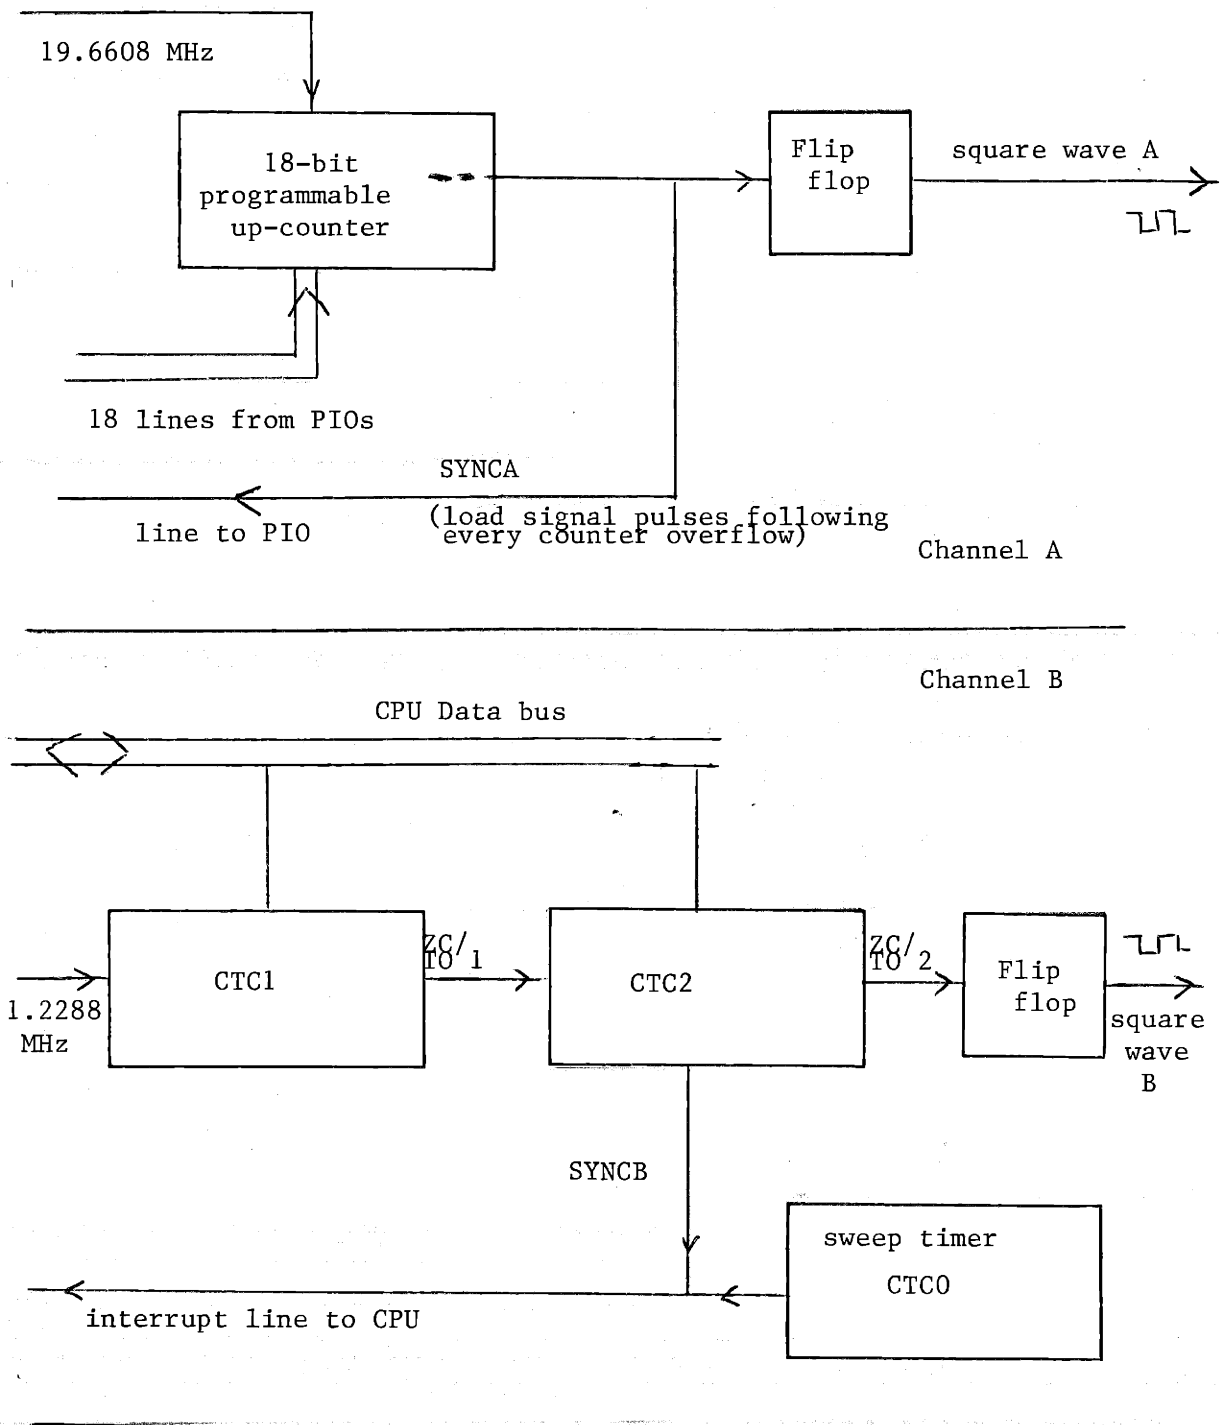 19.6608 MHz
18-bit
programmable
up-counter
Flip
flop
square wave A
18 lines from PIOs
SYNCA
(load signal pulses following
every counter overflow)
line to PIO
Channel A
Channel B
CPU Data bus
1.2288
MHz
CTC1
ZC/
TO 1
CTC2
ZC/
TO 2
Flip
flop
square
wave
B
SYNCB
sweep timer
CTC0
interrupt line to CPU